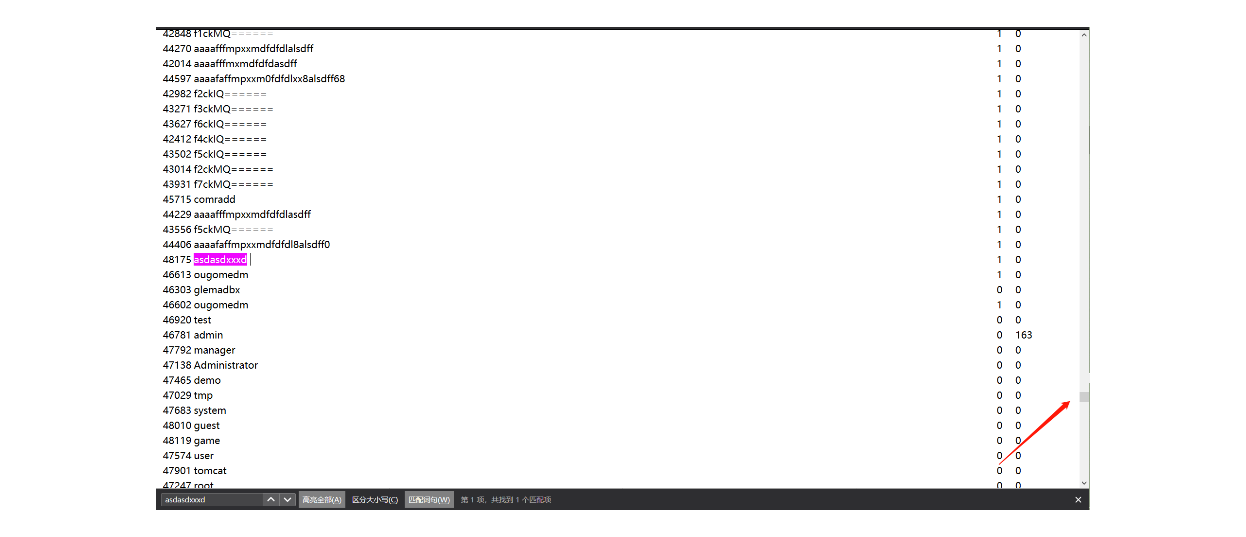 42848 f1ckMQ====== 1 0
44270 aaaafffmpxxmdfdfdlalsdff 1 0
42014 aaaafffmxmdfdfdasdff 1 0
44597 aaaafaffmpxxm0fdfdlxx8alsdff68 1 0
42982 f2ckIQ====== 1 0
43271 f3ckMQ====== 1 0
43627 f6ckIQ====== 1 0
42412 f4ckIQ====== 1 0
43502 f5ckIQ====== 1 0
43014 f2ckMQ====== 1 0
43931 f7ckMQ====== 1 0
45715 comradd 1 0
44229 aaaafffmpxxmdfdfdlasdff 1 0
43556 f5ckMQ====== 1 0
44406 aaaafaffmpxxmdfdfdl8alsdff0 1 0
48175 asdasdxxxd 1 0
46613 ougomedm 1 0
46303 glemadbx 0 0
46602 ougomedm 1 0
46920 test 0 0
46781 admin 0 163
47792 manager 0 0
47138 Administrator 0 0
47465 demo 0 0
47029 tmp 0 0
47683 system 0 0
48010 guest 0 0
48119 game 0 0
47574 user 0 0
47901 tomcat 0 0
47247 root 0 0
asdasdxxxd 高亮全部(A) 区分大小写(C) 匹配词句(W) 第 1 项，共找到 1 个匹配项